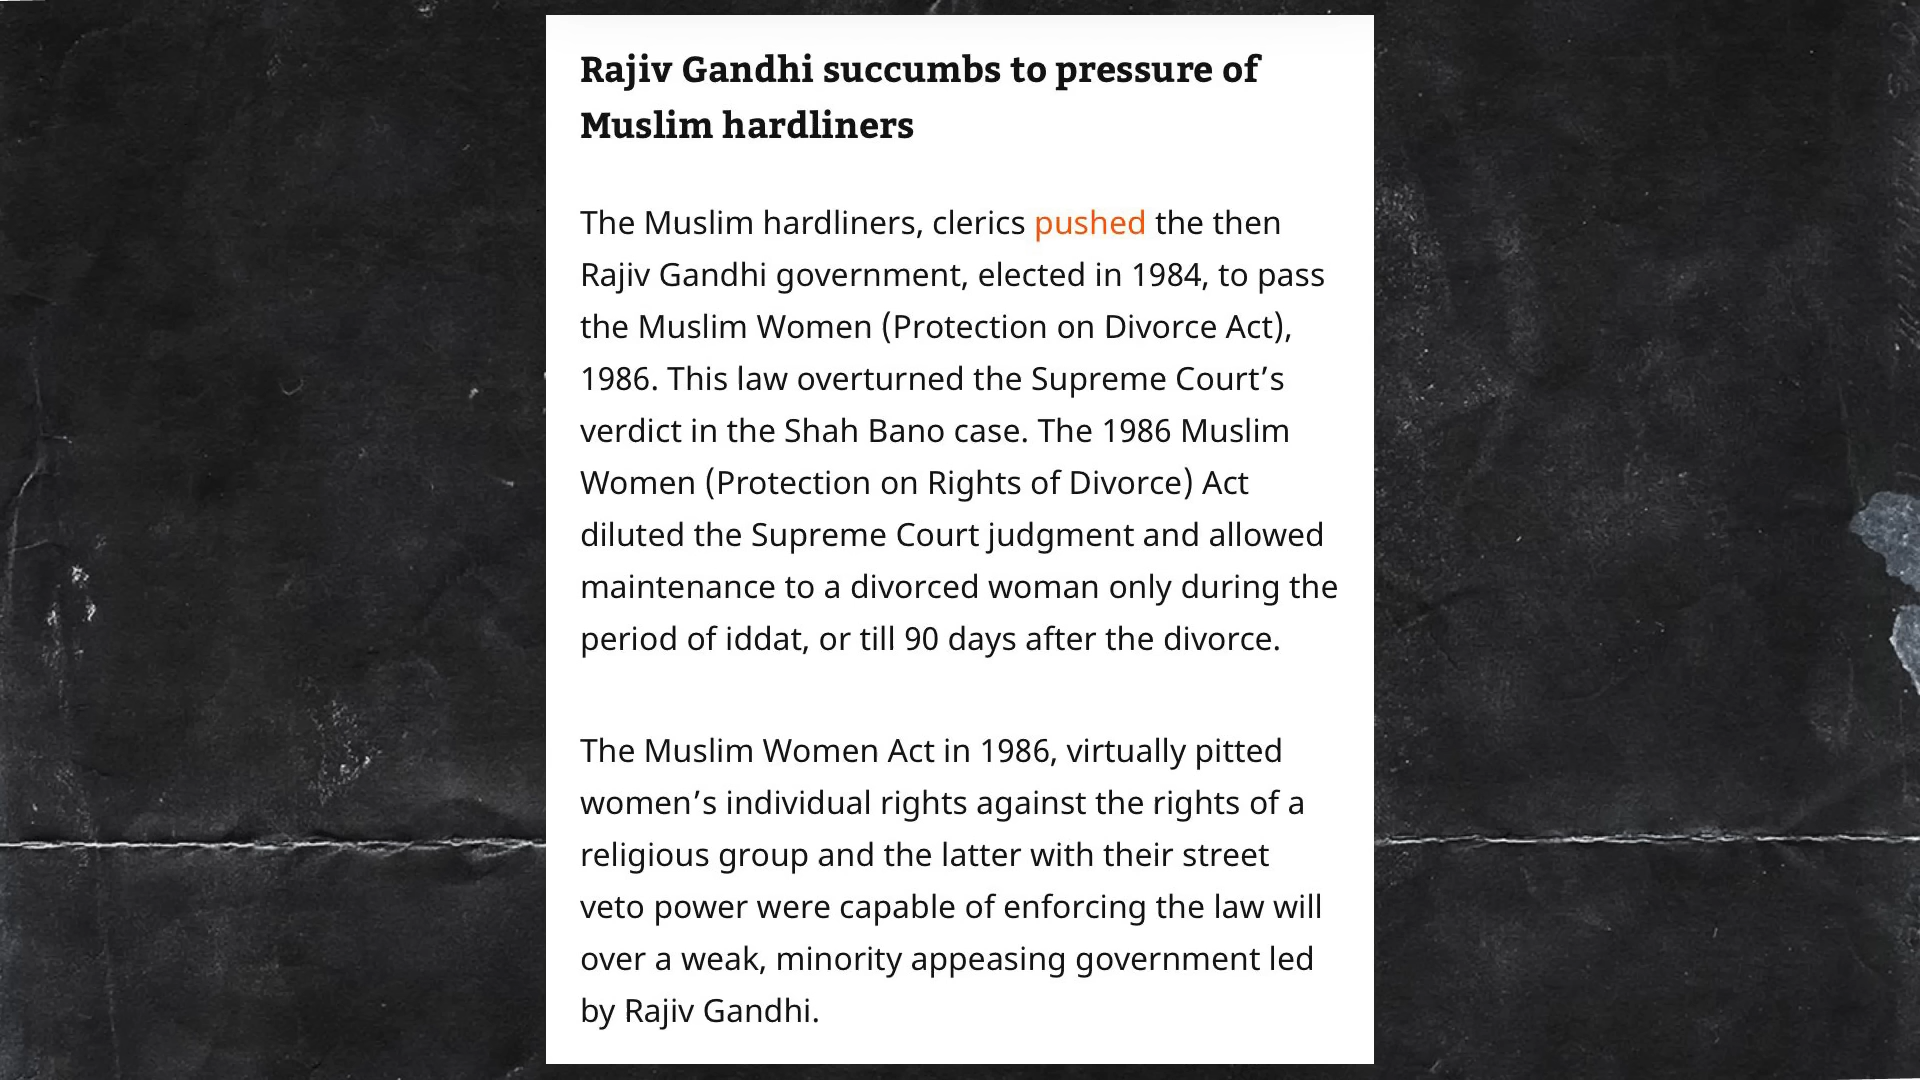 Rajiv Gandhi succumbs to pressure of
Muslim hardliners
The Muslim hardliners, clerics pushed the then
Rajiv Gandhi government, elected in 1984, to pass
the Muslim Women (Protection on Divorce Act),
1986. This law overturned the Supreme Court’s
verdict in the Shah Bano case. The 1986 Muslim
Women (Protection on Rights of Divorce) Act
diluted the Supreme Court judgment and allowed
maintenance to a divorced woman only during the
period of iddat, or till 90 days after the divorce.
The Muslim Women Act in 1986, virtually pitted
women’s individual rights against the rights of a
religious group and the latter with their street
veto power were capable of enforcing the law will
over a weak, minority appeasing government led
by Rajiv Gandhi.